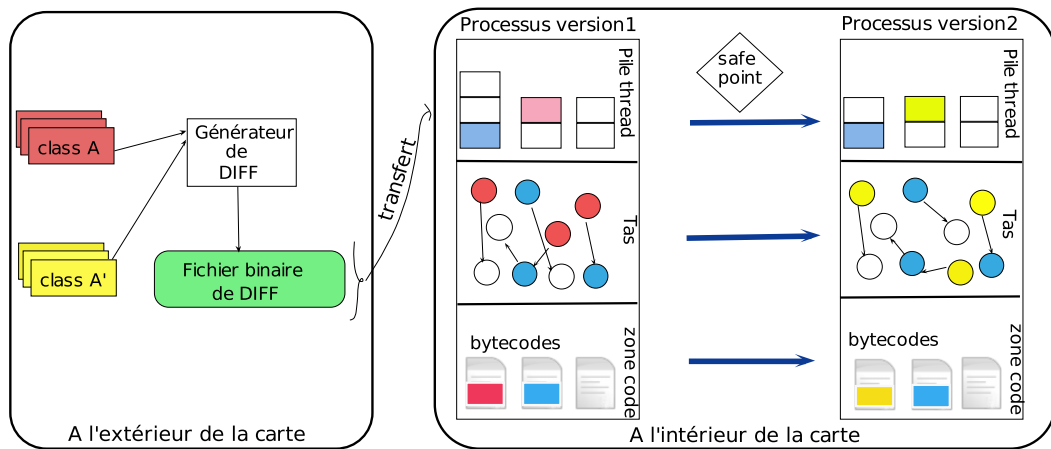 class A
Générateur
de
DIFF
class A'
Fichier binaire
de DIFF
A l'extérieur de la carte
transfert
Processus version1
Pile thread
Tas
bytecodes
zone code
safe
point
Processus version2
Pile thread
Tas
bytecodes
zone code
A l'intérieur de la carte